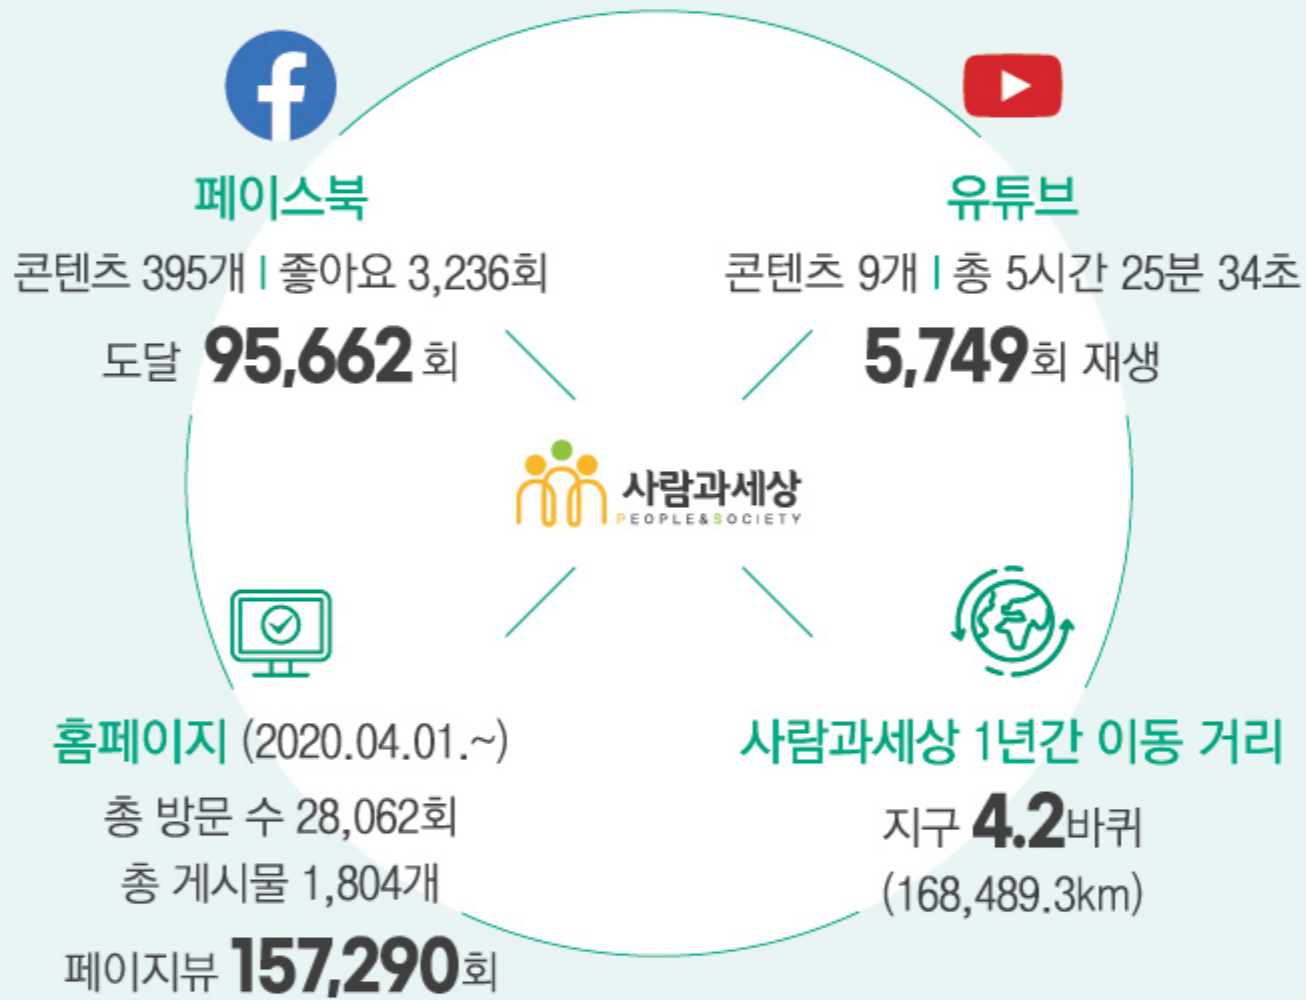 페이스북
콘텐츠 395개 | 좋아요 3,236회
도달 95,662 회
유튜브
콘텐츠 9개 | 총 5시간 25분 34초
5,749회 재생
사람과세상
PEOPLE&SOCIETY
홈페이지 (2020.04.01.~)
총 방문 수 28,062회
총 게시물 1,804개
페이지뷰 157,290회
사람과세상 1년간 이동 거리
지구 4.2바퀴
(168,489.3km)